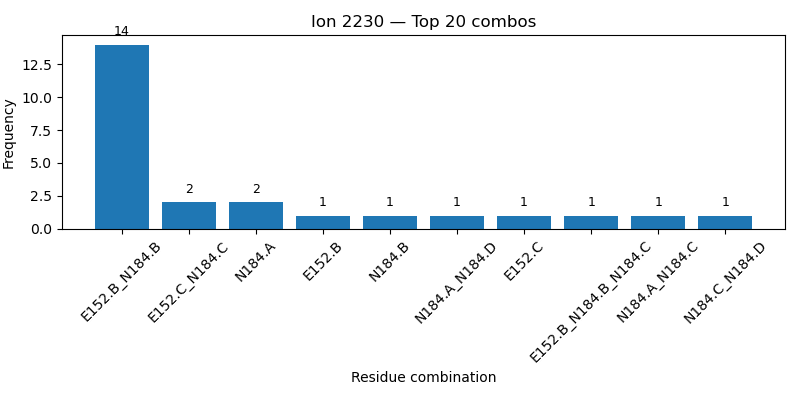 Ion 2230 — Top 20 combos
Frequency
12.5
10.0
7.5
5.0
2.5
0.0
14
2
2
1
1
1
1
1
1
1
E152.B_N184.B
E152.C_N184.C
N184.A
E152.B
N184.B
N184.A_N184.D
E152.C
E152.B_N184.B_N184.C
N184.A_N184.C
N184.C_N184.D
Residue combination